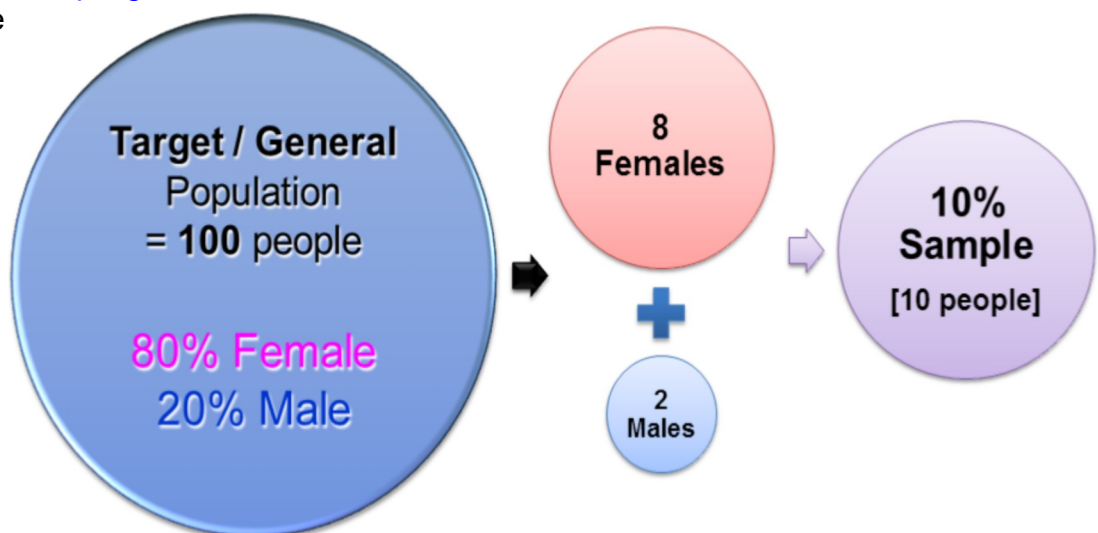 Target / General
Population
= 100 people
80% Female
20% Male
8
Females
2
Males
10%
Sample
[10 people]